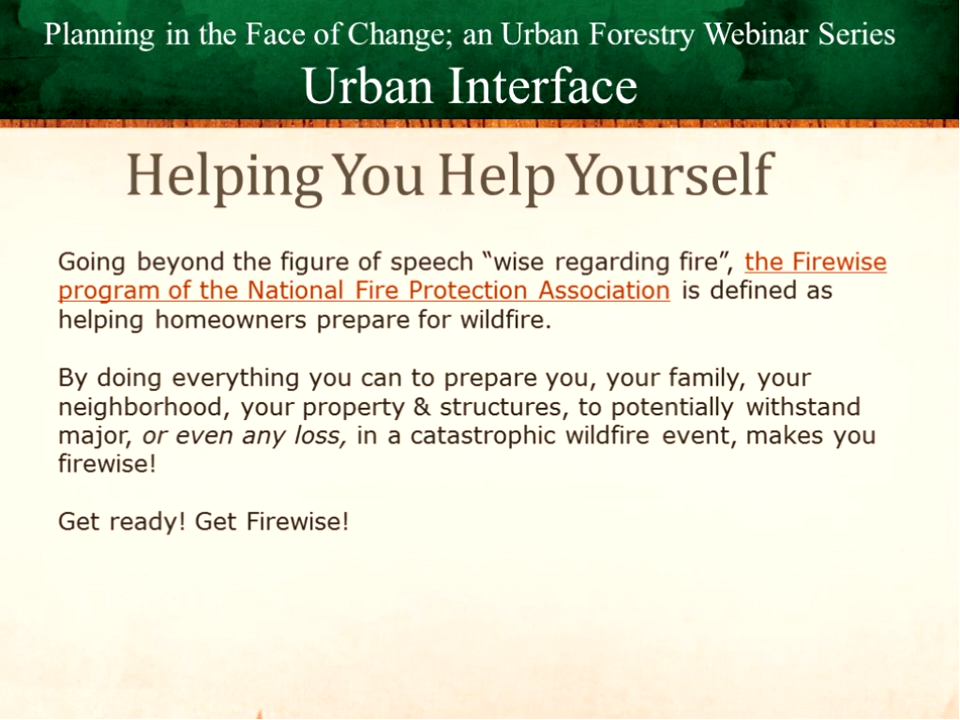 Planning in the Face of Change; an Urban Forestry Webinar Series
Urban Interface
Helping You Help Yourself
Going beyond the figure of speech “wise regarding fire”, the Firewise
program of the National Fire Protection Association is defined as
helping homeowners prepare for wildfire.
By doing everything you can to prepare you, your family, your
neighborhood, your property & structures, to potentially withstand
major, or even any loss, in a catastrophic wildfire event, makes you
firewise!
Get ready! Get Firewise!